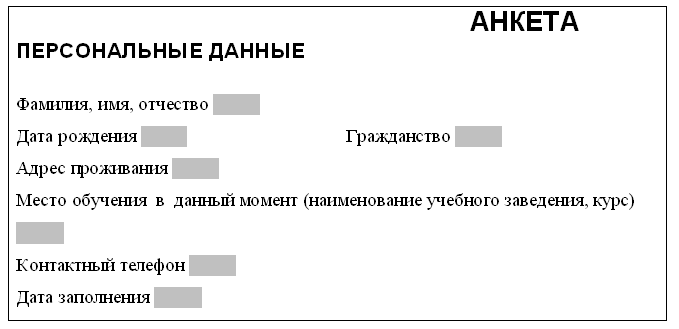 АНКЕТА
ПЕРСОНАЛЬНЫЕ ДАННЫЕ
Фамилия, имя, отчество
Дата рождения Гражданство
Адрес проживания
Место обучения в данный момент (наименование учебного заведения, курс)
Контактный телефон
Дата заполнения